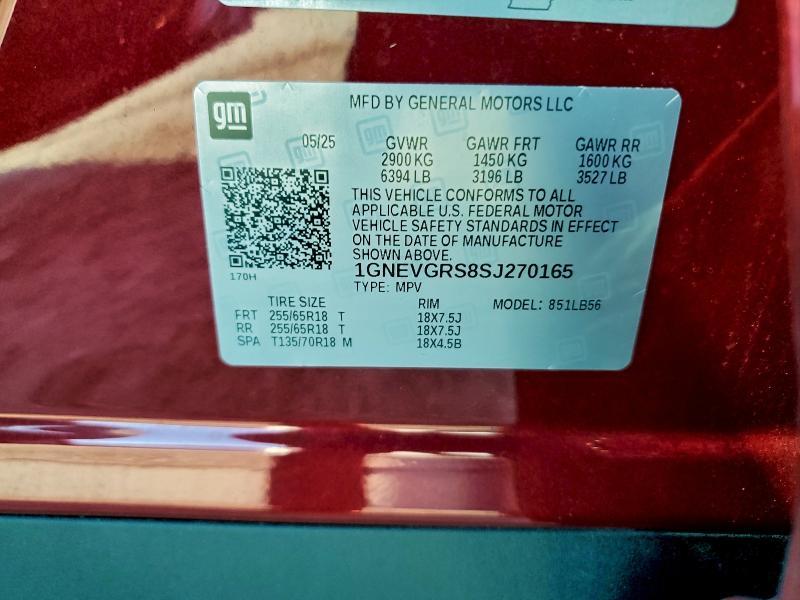 gm
MFD BY GENERAL MOTORS LLC
05/25 GVWR GAWR FRT GAWR RR
2900 KG 1450 KG 1600 KG
6394 LB 3196 LB 3527 LB
THIS VEHICLE CONFORMS TO ALL
APPLICABLE U.S. FEDERAL MOTOR
VEHICLE SAFETY STANDARDS IN EFFECT
ON THE DATE OF MANUFACTURE
SHOWN ABOVE.
170H
1GNEVGRS8SJ270165
TYPE: MPV
TIRE SIZE RIM MODEL: 851LB56
FRT 255/65R18 T 18X7.5J
RR 255/65R18 T 18X7.5J
SPA T135/70R18 M 18X4.5B